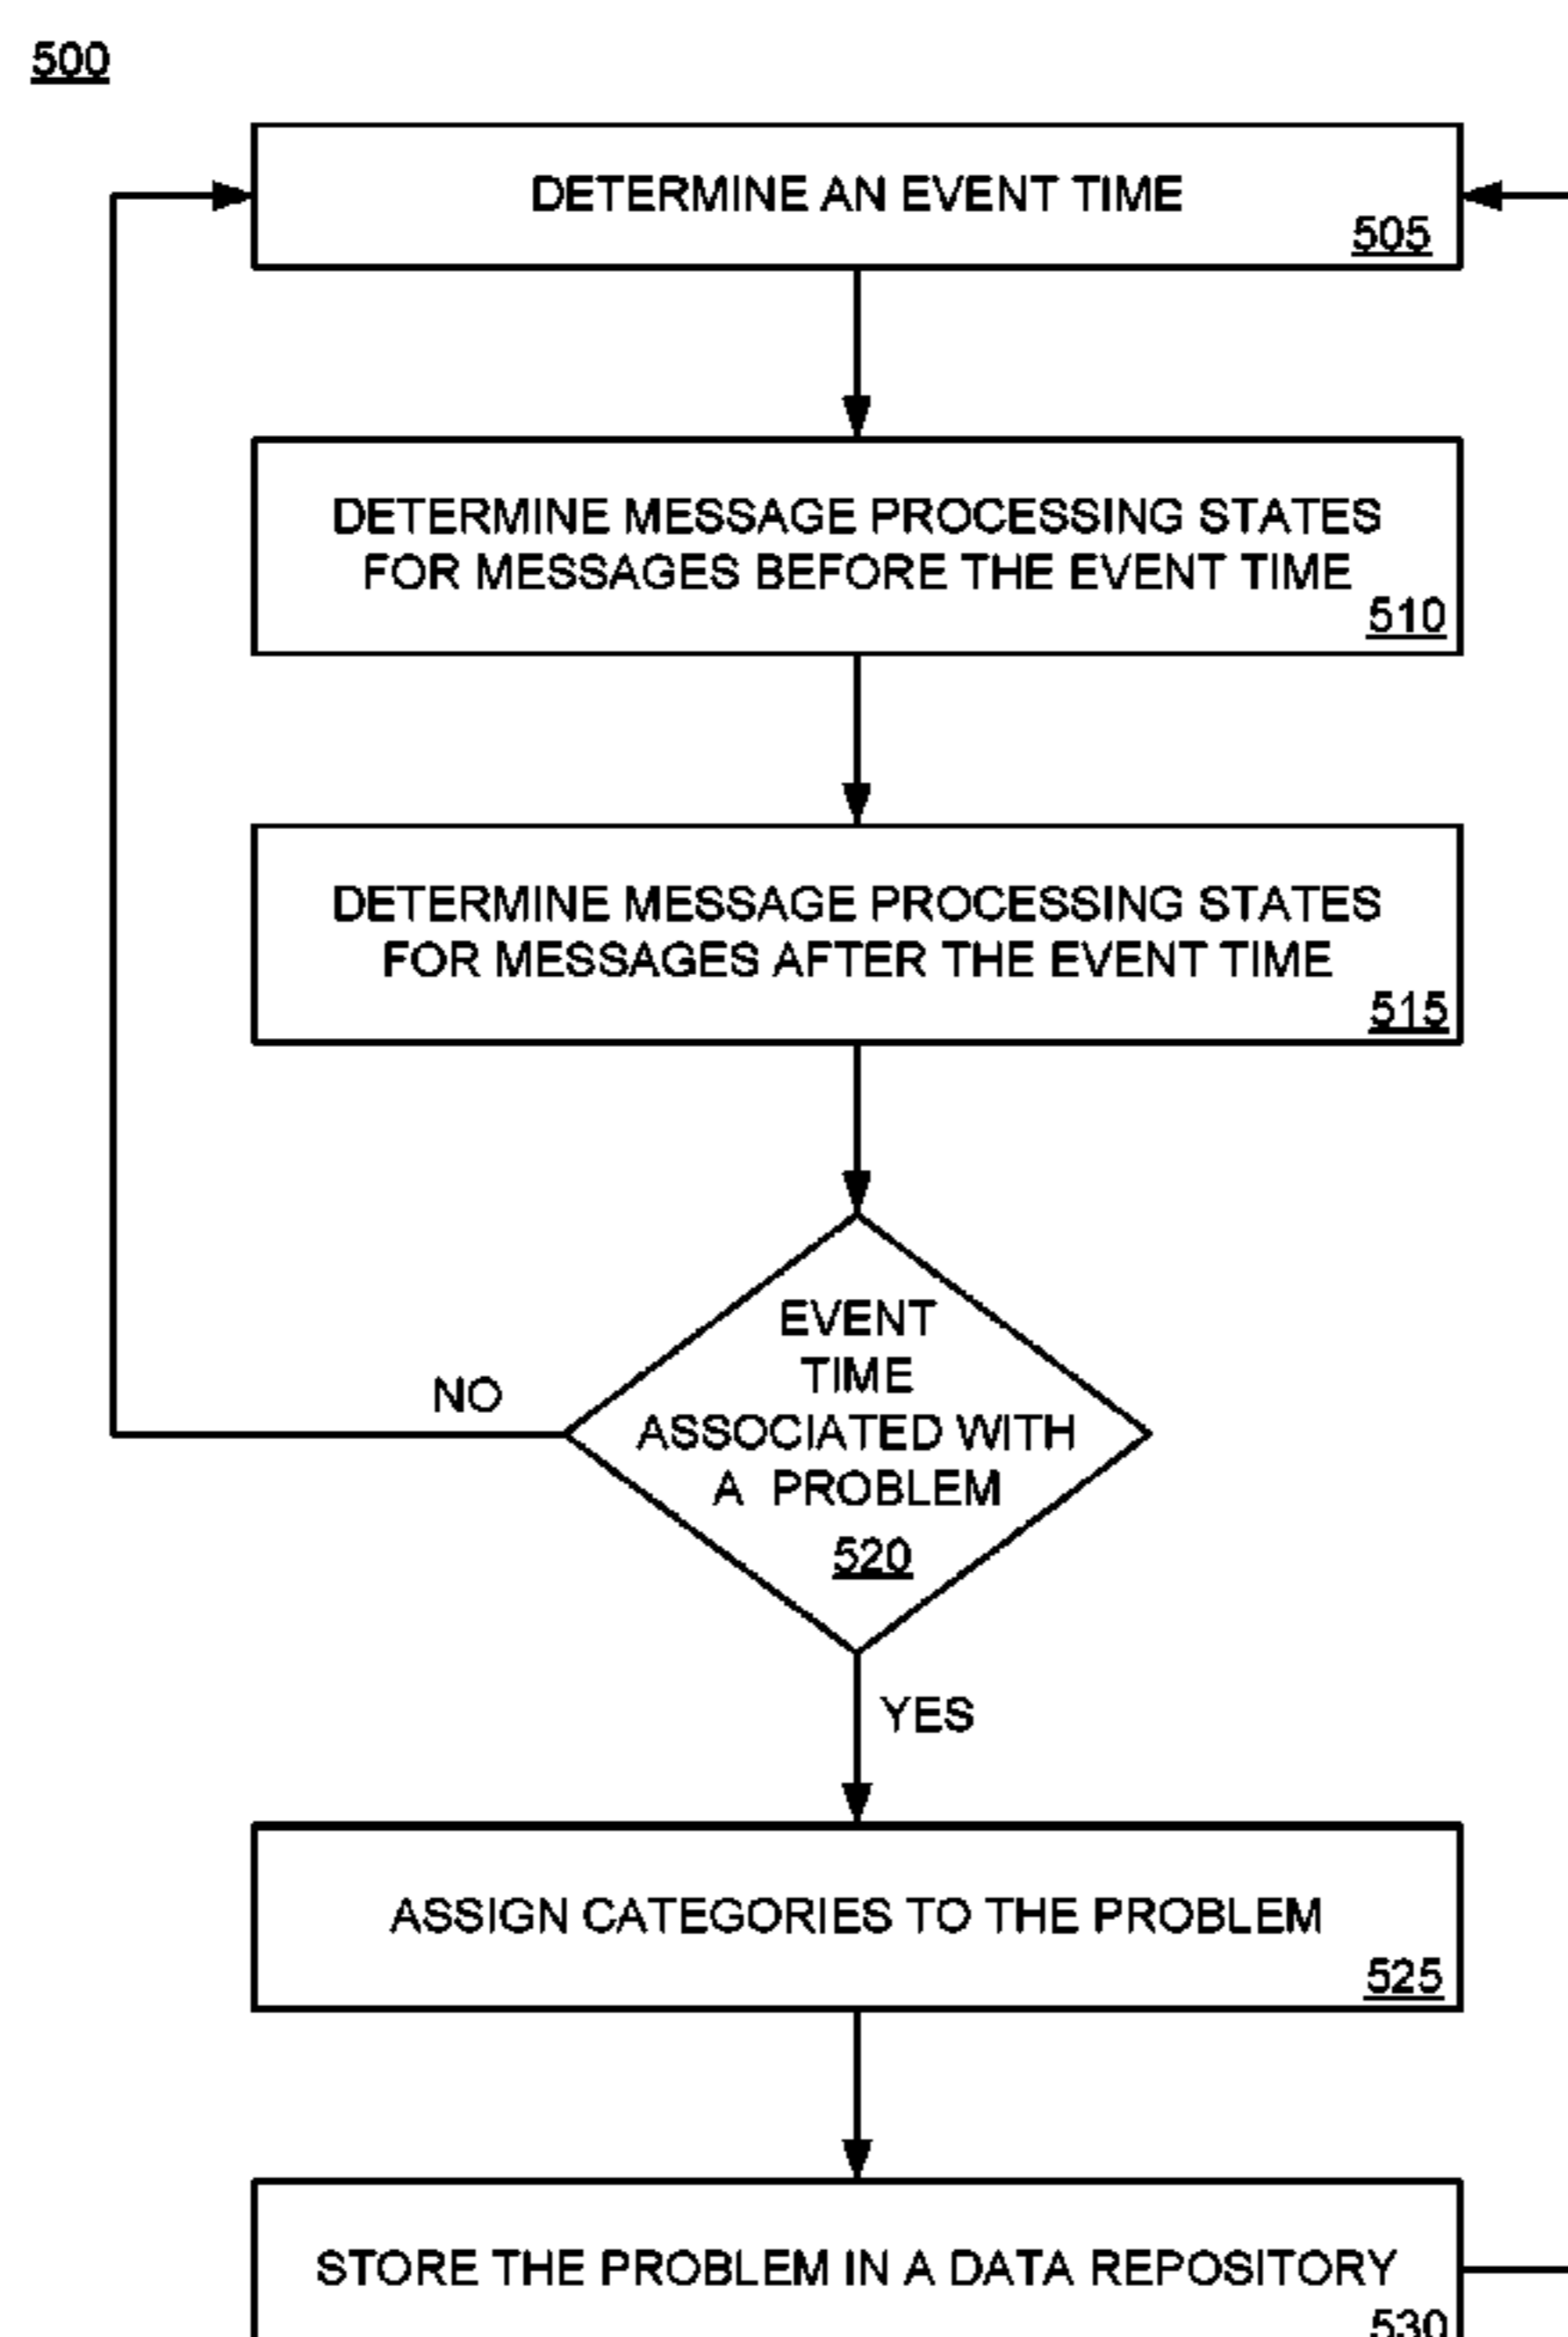 500
DETERMINE AN EVENT TIME
505
DETERMINE MESSAGE PROCESSING STATES
FOR MESSAGES BEFORE THE EVENT TIME
510
DETERMINE MESSAGE PROCESSING STATES
FOR MESSAGES AFTER THE EVENT TIME
515
EVENT
TIME
ASSOCIATED WITH
A PROBLEM
520
NO
YES
ASSIGN CATEGORIES TO THE PROBLEM
525
STORE THE PROBLEM IN A DATA REPOSITORY
530